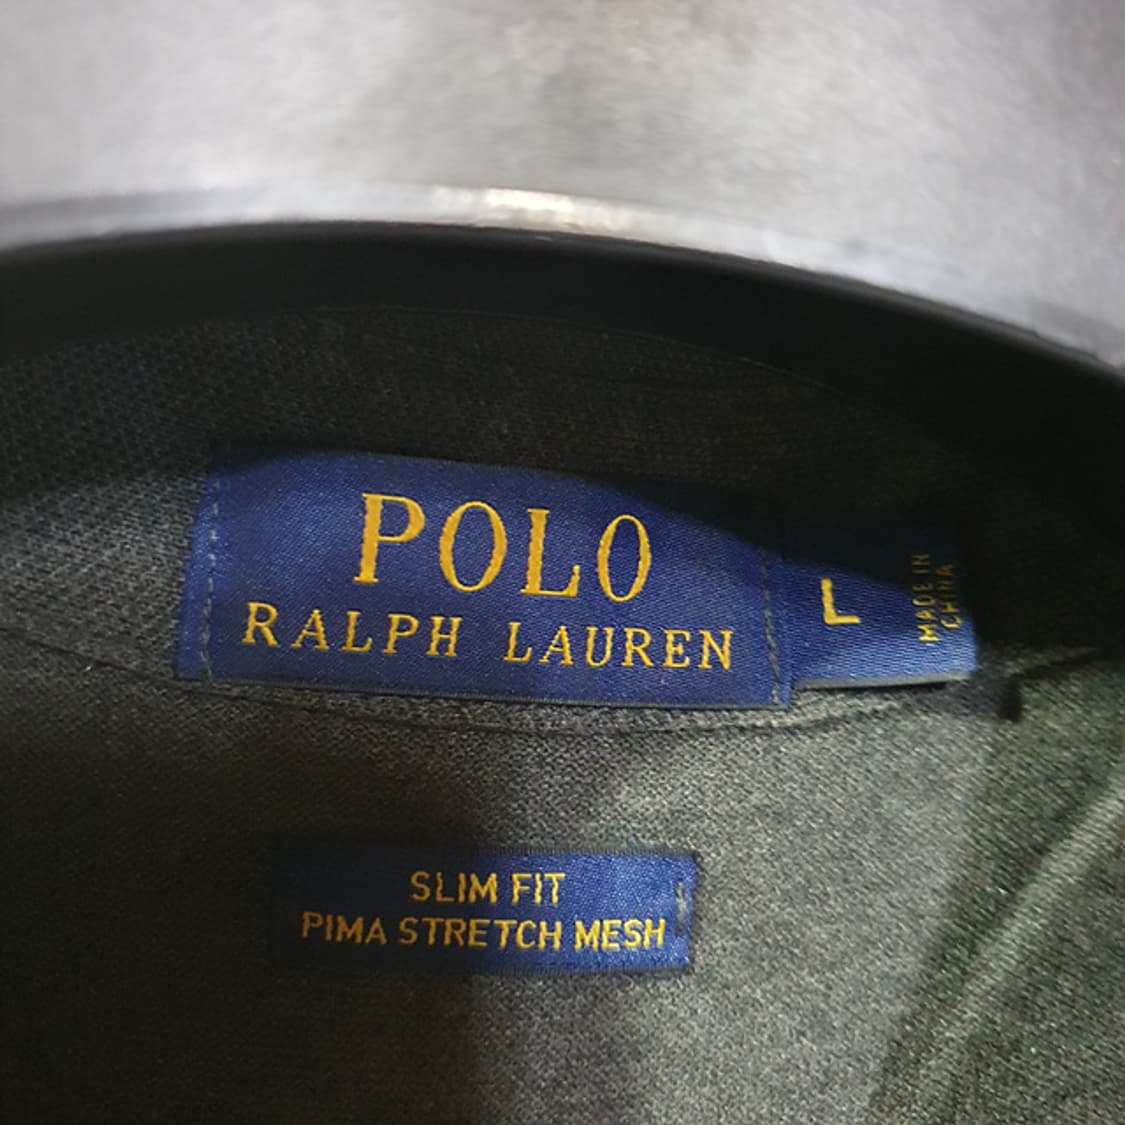 POLO
RALPH LAUREN
L
MADE IN
CHINA
SLIM FIT
PIMA STRETCH MESH